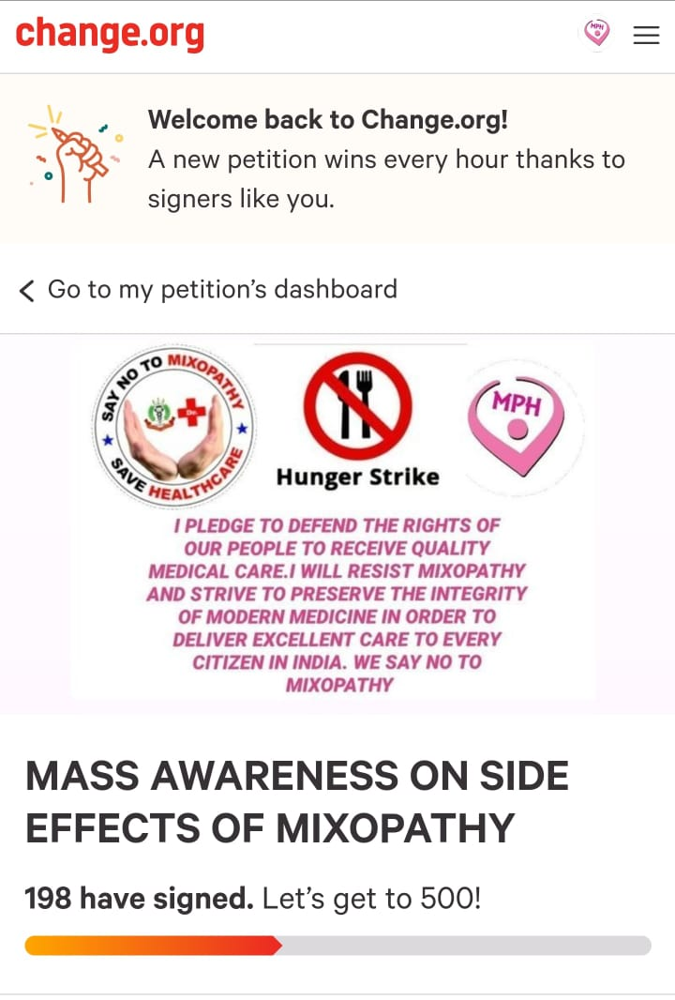 change.org
MPH
Welcome back to Change.org!
A new petition wins every hour thanks to
signers like you.
Go to my petition's dashboard
SAY NO TO MIXOPATHY
SAVE HEALTHCARE
Dr.
Hunger Strike
MPH
I PLEDGE TO DEFEND THE RIGHTS OF
OUR PEOPLE TO RECEIVE QUALITY
MEDICAL CARE.I WILL RESIST MIXOPATHY
AND STRIVE TO PRESERVE THE INTEGRITY
OF MODERN MEDICINE IN ORDER TO
DELIVER EXCELLENT CARE TO EVERY
CITIZEN IN INDIA. WE SAY NO TO
MIXOPATHY
MASS AWARENESS ON SIDE
EFFECTS OF MIXOPATHY
198 have signed. Let's get to 500!